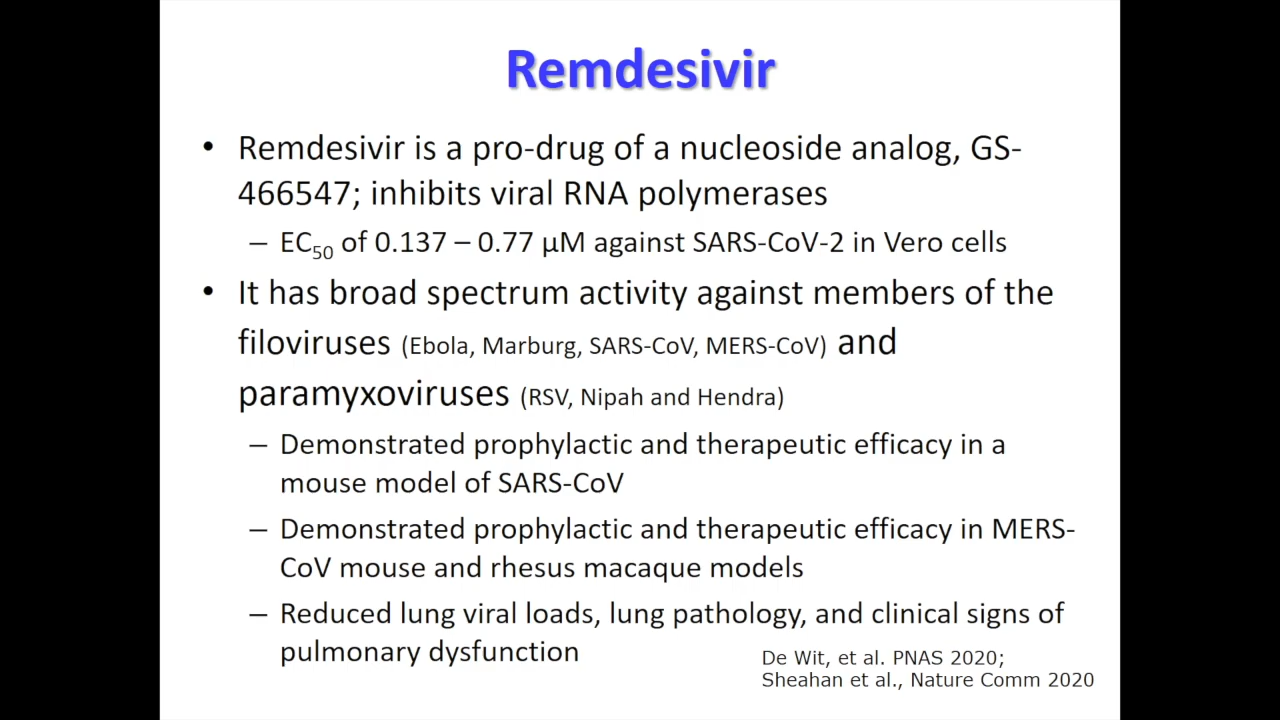 Remdesivir
• Remdesivir is a pro-drug of a nucleoside analog, GS-
466547; inhibits viral RNA polymerases
– EC50 of 0.137 – 0.77 µM against SARS-CoV-2 in Vero cells
• It has broad spectrum activity against members of the
filoviruses (Ebola, Marburg, SARS-CoV, MERS-CoV) and
paramyxoviruses (RSV, Nipah and Hendra)
– Demonstrated prophylactic and therapeutic efficacy in a
mouse model of SARS-CoV
– Demonstrated prophylactic and therapeutic efficacy in MERS-
CoV mouse and rhesus macaque models
– Reduced lung viral loads, lung pathology, and clinical signs of
pulmonary dysfunction
De Wit, et al. PNAS 2020;
Sheahan et al., Nature Comm 2020